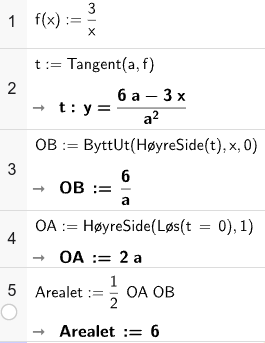 1 f(x) := 3/x
2 t := Tangent(a,f)
→ t : y = (6 a − 3 x)/a²
3 OB := ByttUt(HøyreSide(t),x,0)
→ OB := 6/a
4 OA := HøyreSide(Løs(t = 0),1)
→ OA := 2 a
5 Arealet := 1/2 OA OB
→ Arealet := 6